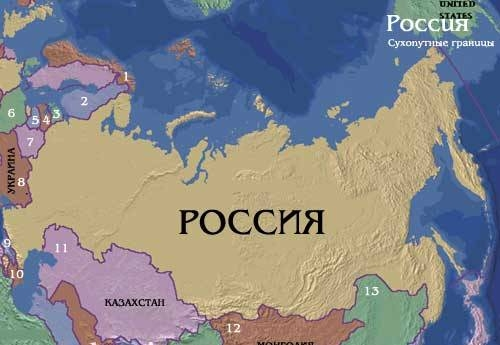 UNITED
STATES
Россия
Сухопутные границы
1
2
3
6
5
4
7
УКРАИНА
8
РОССИЯ
9
11
10
КАЗАХСТАН
13
12
МОНГОЛИЯ